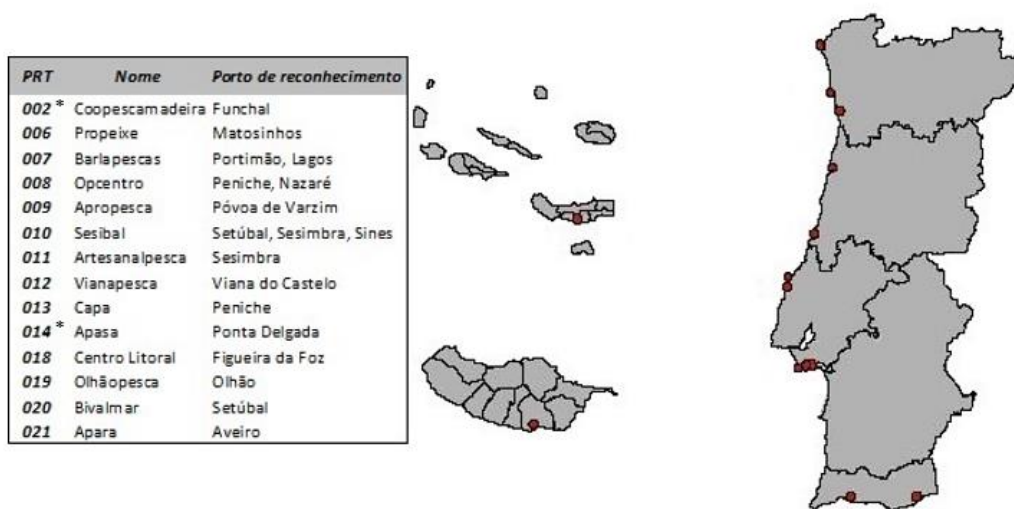 PRT Nome Porto de reconhecimento
002 * Coopescamadeira Funchal
006 Propeixe Matosinhos
007 Barlapescas Portimão, Lagos
008 Opcentro Peniche, Nazaré
009 Apropesca Póvoa de Varzim
010 Sesibal Setúbal, Sesimbra, Sines
011 Artesanalpesca Sesimbra
012 Vianapesca Viana do Castelo
013 Capa Peniche
014 * Apasa Ponta Delgada
018 Centro Litoral Figueira da Foz
019 Olhãopesca Olhão
020 Bivalmar Setúbal
021 Apara Aveiro